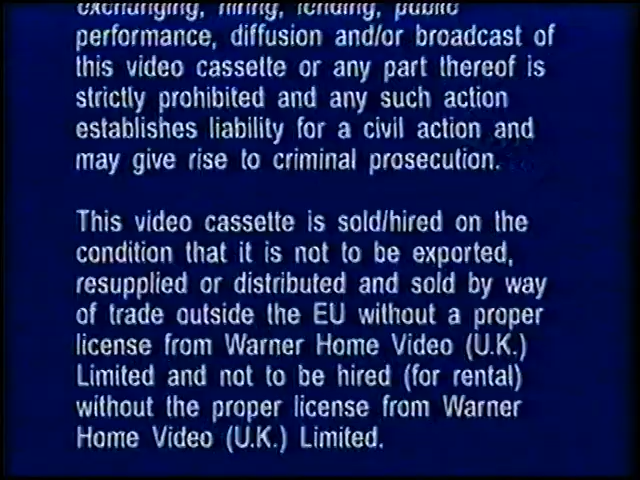 exchanging, hiring, lending, public
performance, diffusion and/or broadcast of
this video cassette or any part thereof is
strictly prohibited and any such action
establishes liability for a civil action and
may give rise to criminal prosecution.
This video cassette is sold/hired on the
condition that it is not to be exported,
resupplied or distributed and sold by way
of trade outside the EU without a proper
license from Warner Home Video (U.K.)
Limited and not to be hired (for rental)
without the proper license from Warner
Home Video (U.K.) Limited.